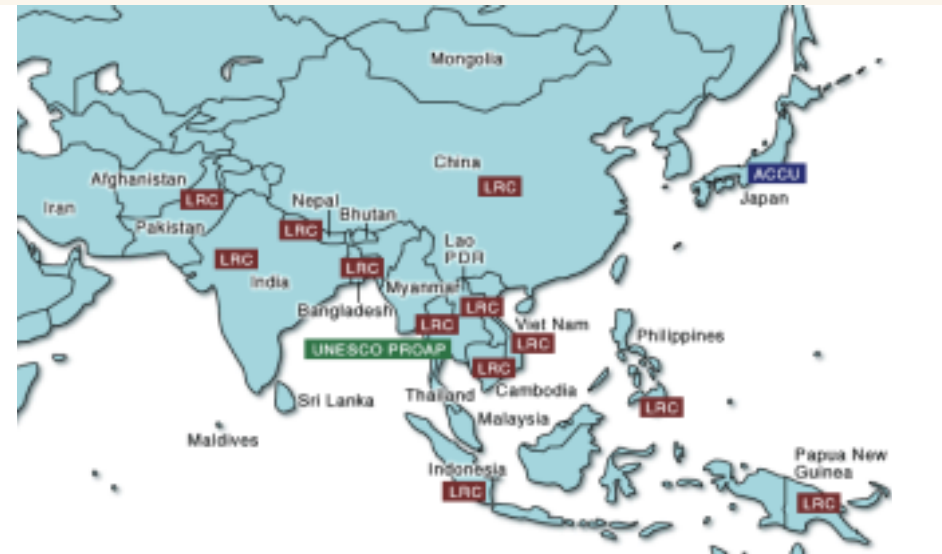 Mongolia
China
LRC
ACCU
Japan
Afghanistan
LRC
Iran
Pakistan
Nepal
LRC
Bhutan
LRC
India
LRC
Bangladesh
Lao
PDR
Myanmar
LRC
LRC
Viet Nam
LRC
UNESCO PROAP
LRC
Cambodia
Thailand
Malaysia
Philippines
LRC
Sri Lanka
Maldives
Indonesia
LRC
Papua New
Guinea
LRC